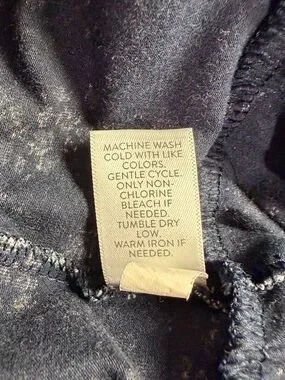 MACHINE WASH
COLD WITH LIKE
COLORS.
GENTLE CYCLE.
ONLY NON-
CHLORINE
BLEACH IF
NEEDED.
TUMBLE DRY
LOW.
WARM IRON IF
NEEDED.